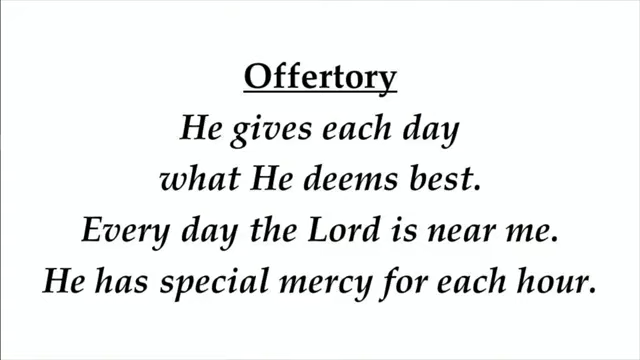 Offertory
He gives each day
what He deems best.
Every day the Lord is near me.
He has special mercy for each hour.